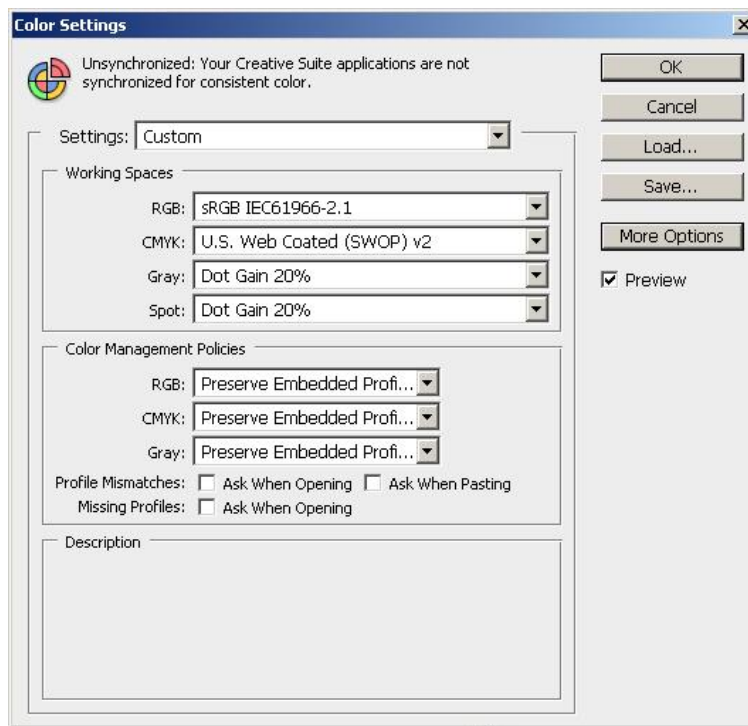 Color Settings
Unsynchronized: Your Creative Suite applications are not
synchronized for consistent color.
OK
Cancel
Load...
Save...
More Options
Preview
Settings: Custom
Working Spaces
RGB: sRGB IEC61966-2.1
CMYK: U.S. Web Coated (SWOP) v2
Gray: Dot Gain 20%
Spot: Dot Gain 20%
Color Management Policies
RGB: Preserve Embedded Profi...
CMYK: Preserve Embedded Profi...
Gray: Preserve Embedded Profi...
Profile Mismatches: Ask When Opening Ask When Pasting
Missing Profiles: Ask When Opening
Description